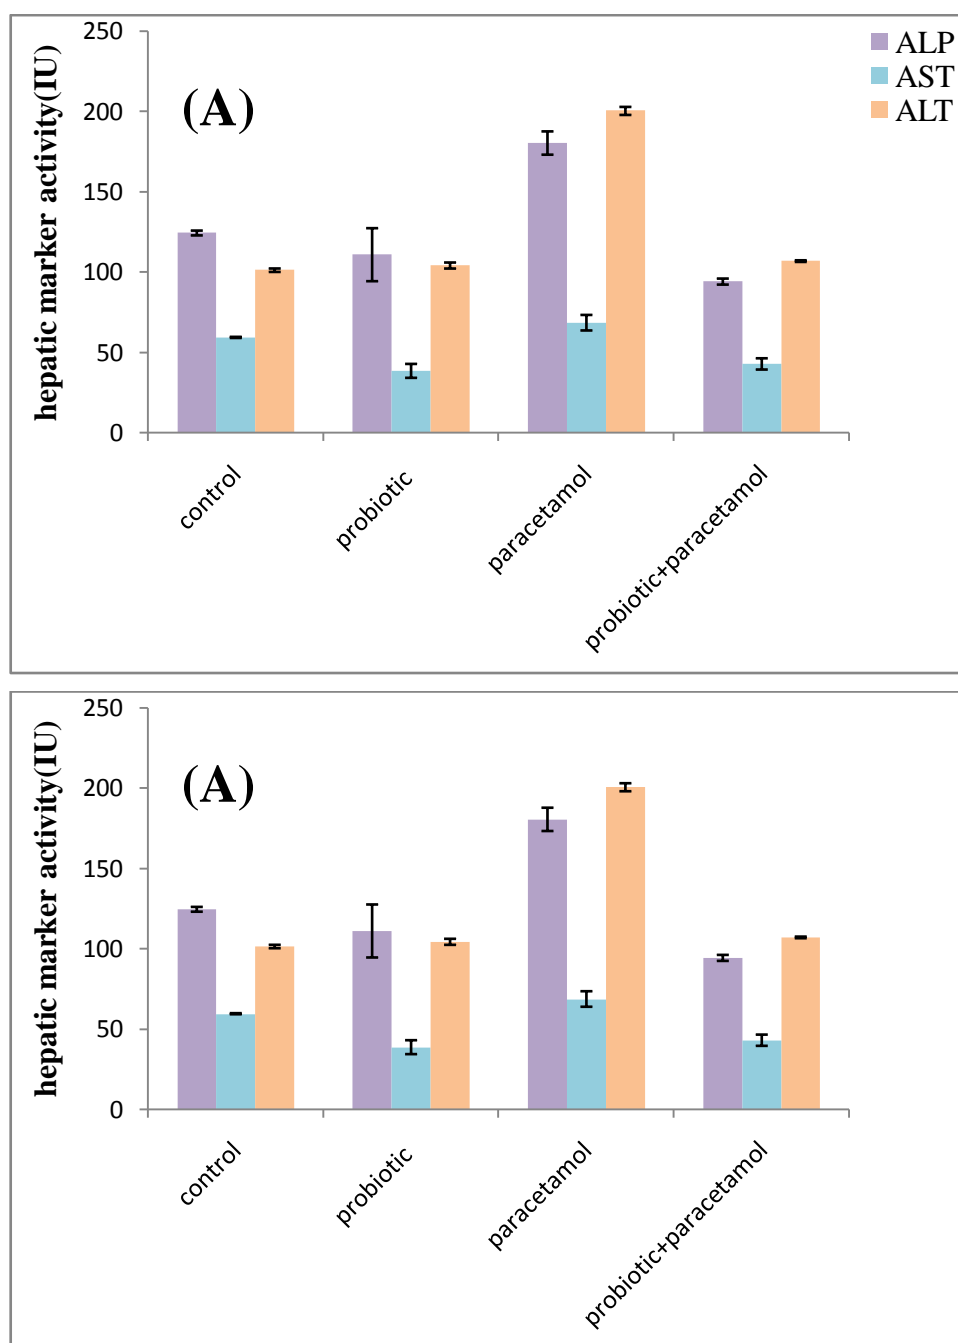 hepatic marker activity(IU)
250
200
150
100
50
0
(A)
ALP
AST
ALT
control
probiotic
paracetamol
probiotic+paracetamol
hepatic marker activity(IU)
250
200
150
100
50
0
(A)
control
probiotic
paracetamol
probiotic+paracetamol